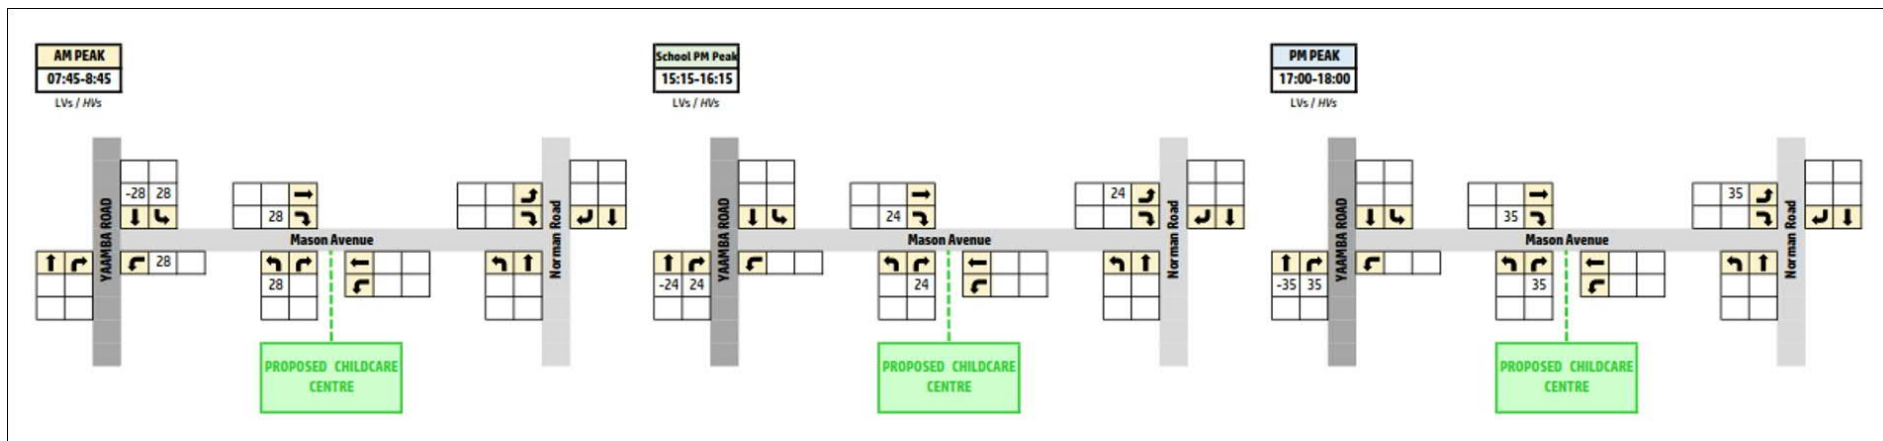 AM PEAK
07:45-8:45
LVs / HVs
-28 28
28
YAAMBA ROAD
Mason Avenue
Norman Road
28
28
PROPOSED CHILDCARE
CENTRE
School PM Peak
15:15-16:15
LVs / HVs
24
24
YAAMBA ROAD
Mason Avenue
Norman Road
-24 24
24
PROPOSED CHILDCARE
CENTRE
PM PEAK
17:00-18:00
LVs / HVs
35
35
YAAMBA ROAD
Mason Avenue
Norman Road
-35 35
35
PROPOSED CHILDCARE
CENTRE